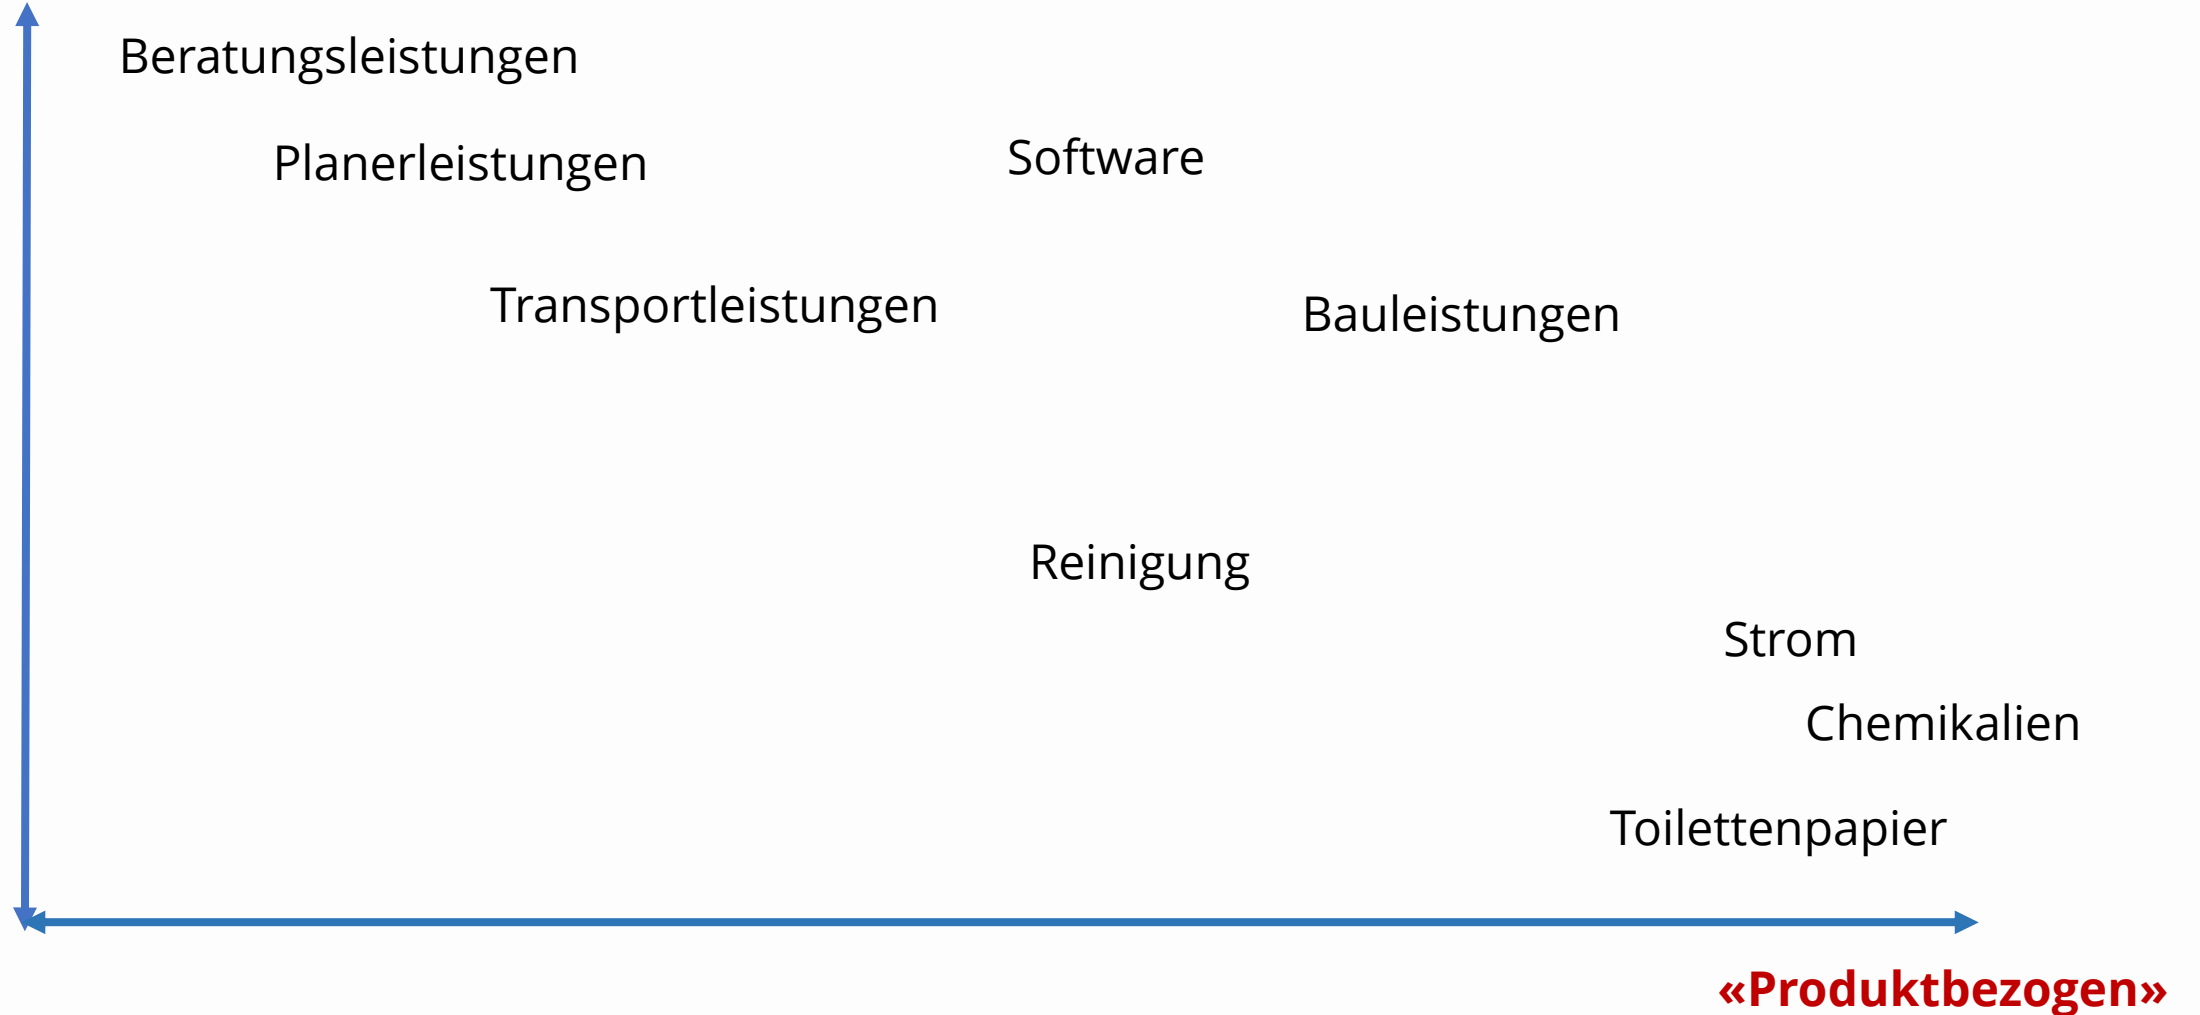 Beratungsleistungen
Planerleistungen
Software
Transportleistungen
Bauleistungen
Reinigung
Strom
Chemikalien
Toilettenpapier
«Produktbezogen»